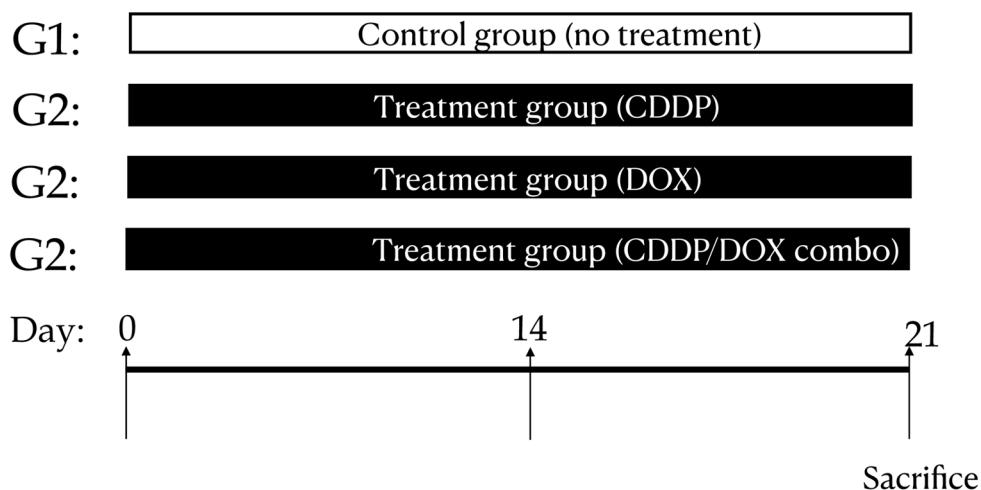 G1: Control group (no treatment)
G2: Treatment group (CDDP)
G2: Treatment group (DOX)
G2: Treatment group (CDDP/DOX combo)
Day: 0 14 21
Sacrifice